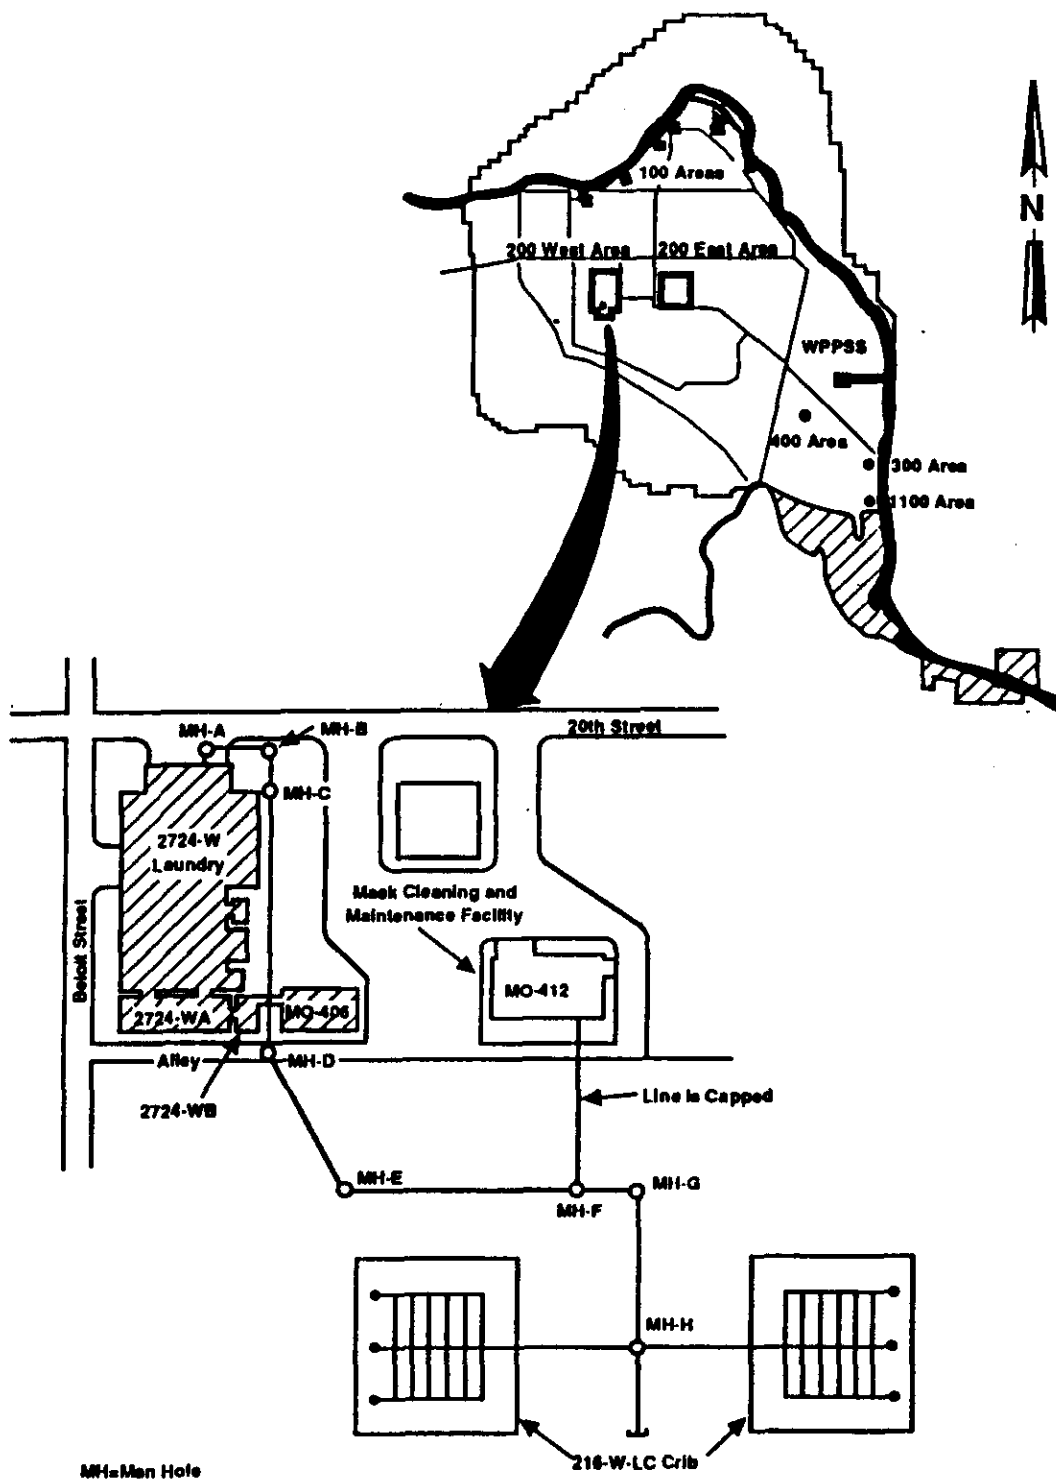 100 Areas
N
200 West Area
200 East Area
WPPSS
400 Area
300 Area
1100 Area
20th Street
MH-A
MH-B
MH-C
2724-W
Laundry
Mask Cleaning and
Maintenance Facility
Beloit Street
MO-412
2724-WA
MO-406
Alley
MH-D
2724-WB
Line is Capped
MH-E
MH-G
MH-F
MH-H
216-W-LC Crib
MH=Man Hole